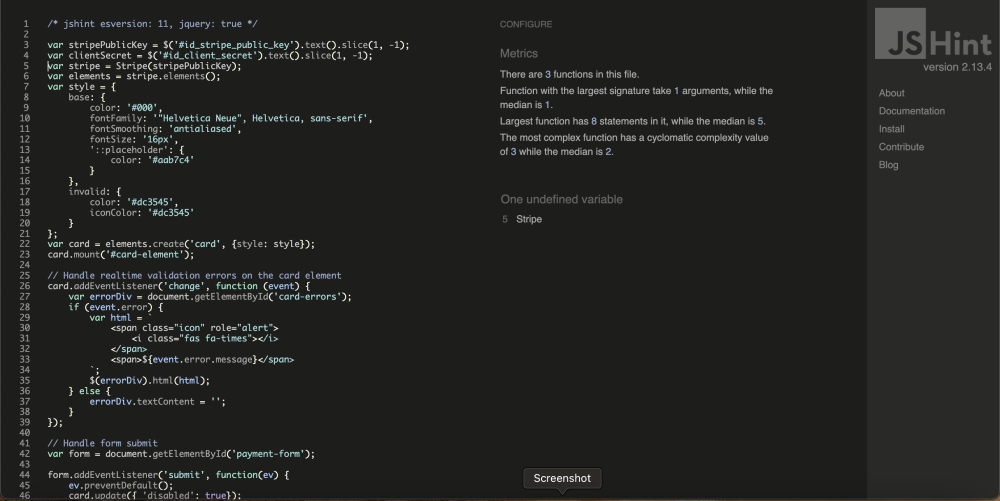 1 /* jshint esversion: 11, jquery: true */
2
3 var stripePublicKey = $('#id_stripe_public_key').text().slice(1, -1);
4 var clientSecret = $('#id_client_secret').text().slice(1, -1);
5 var stripe = Stripe(stripePublicKey);
6 var elements = stripe.elements();
7 var style = {
8 base: {
9 color: '#000',
10 fontFamily: '"Helvetica Neue", Helvetica, sans-serif',
11 fontSmoothing: 'antialiased',
12 fontSize: '16px',
13 '::placeholder': {
14 color: '#aab7c4'
15 }
16 },
17 invalid: {
18 color: '#dc3545',
19 iconColor: '#dc3545'
20 }
21 };
22 var card = elements.create('card', {style: style});
23 card.mount('#card-element');
24
25 // Handle realtime validation errors on the card element
26 card.addEventListener('change', function (event) {
27 var errorDiv = document.getElementById('card-errors');
28 if (event.error) {
29 var html = `
30 <span class="icon" role="alert">
31 <i class="fas fa-times"></i>
32 </span>
33 <span>${event.error.message}</span>
34 `;
35 $(errorDiv).html(html);
36 } else {
37 errorDiv.textContent = '';
38 }
39 });
40
41 // Handle form submit
42 var form = document.getElementById('payment-form');
43
44 form.addEventListener('submit', function(ev) {
45 ev.preventDefault();
46 card.update({ 'disabled': true});
CONFIGURE
Metrics
There are 3 functions in this file.
Function with the largest signature take 1 arguments, while the
median is 1.
Largest function has 8 statements in it, while the median is 5.
The most complex function has a cyclomatic complexity value
of 3 while the median is 2.
One undefined variable
5 Stripe
Screenshot
JSHint
version 2.13.4
About
Documentation
Install
Contribute
Blog